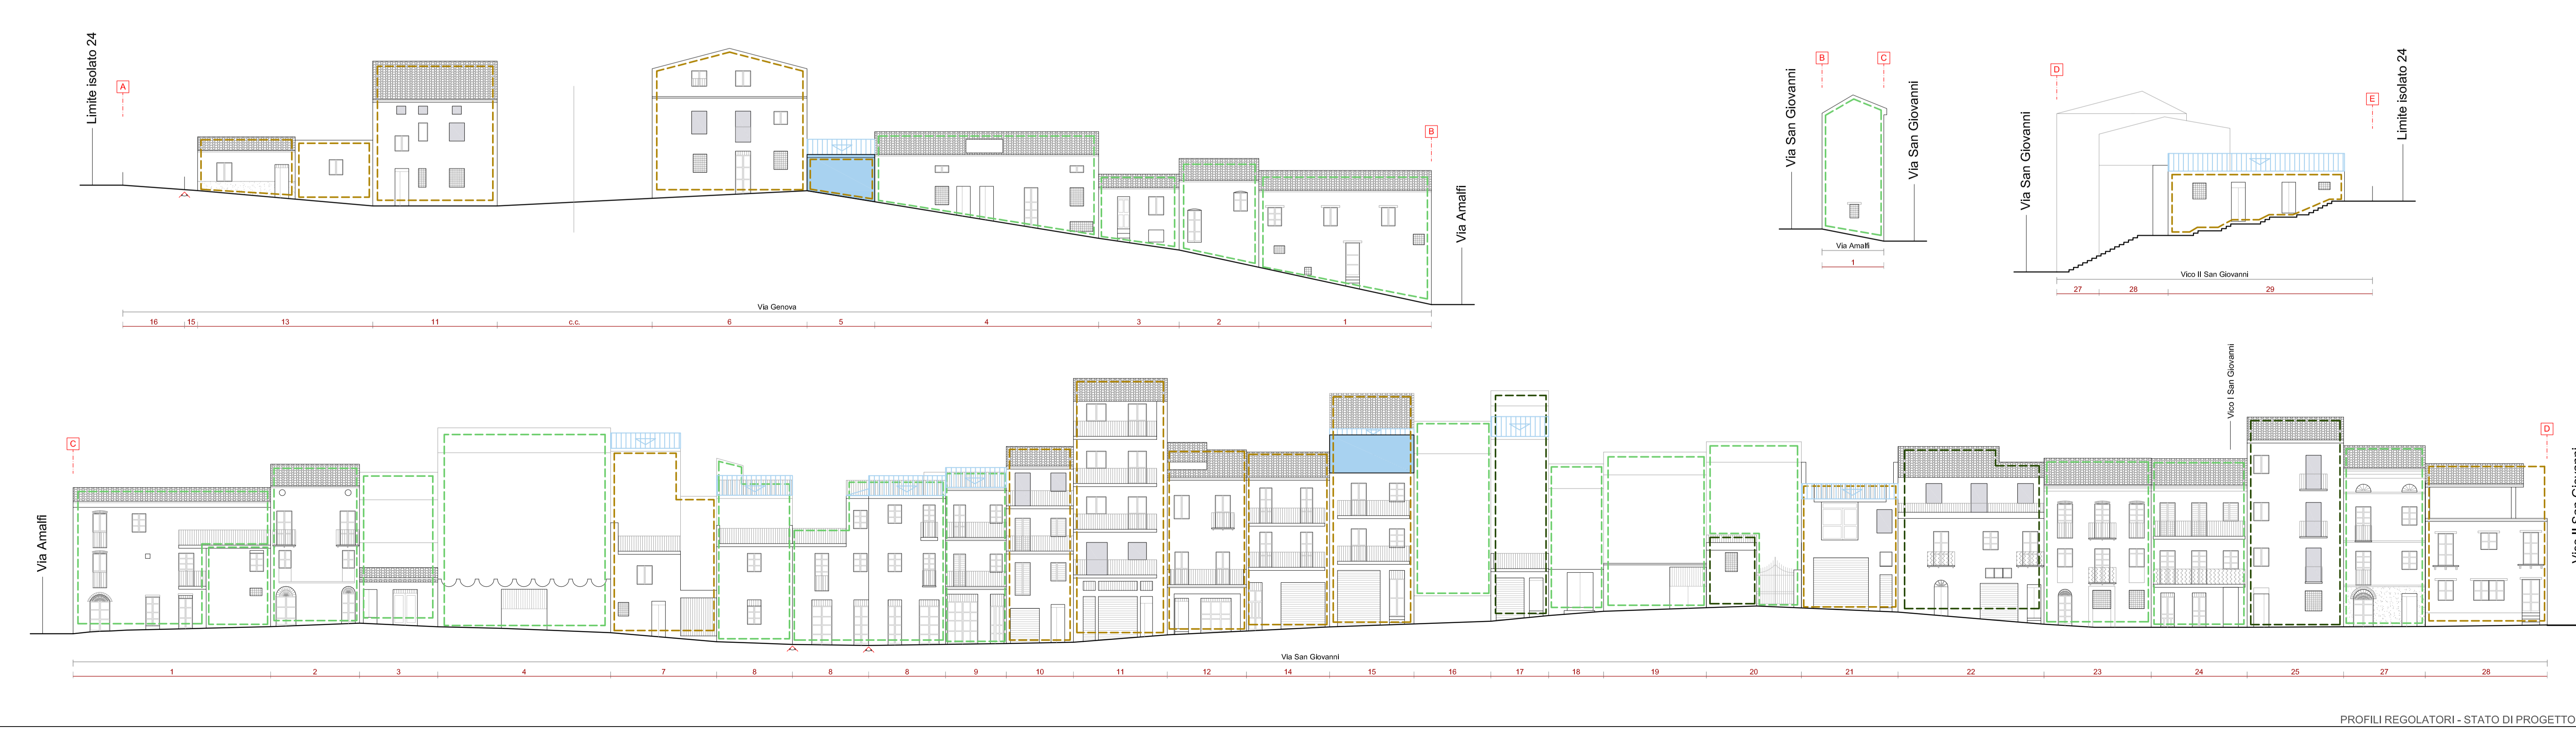 Limite isolato 24
A
B
Via Amalfi
Via Genova
16 15 13 11 c.c. 6 5 4 3 2 1
Via San Giovanni
B
C
Via San Giovanni
Via Amalfi
1
Via San Giovanni
D
E
Limite isolato 24
Vico II San Giovanni
27 28 29
Via Amalfi
C
Vico I San Giovanni
D
Vico II San Giovanni
Via San Giovanni
1 2 3 4 7 8 8 8 9 10 11 12 14 15 16 17 18 19 20 21 22 23 24 25 27 28
PROFILI REGOLATORI - STATO DI PROGETTO